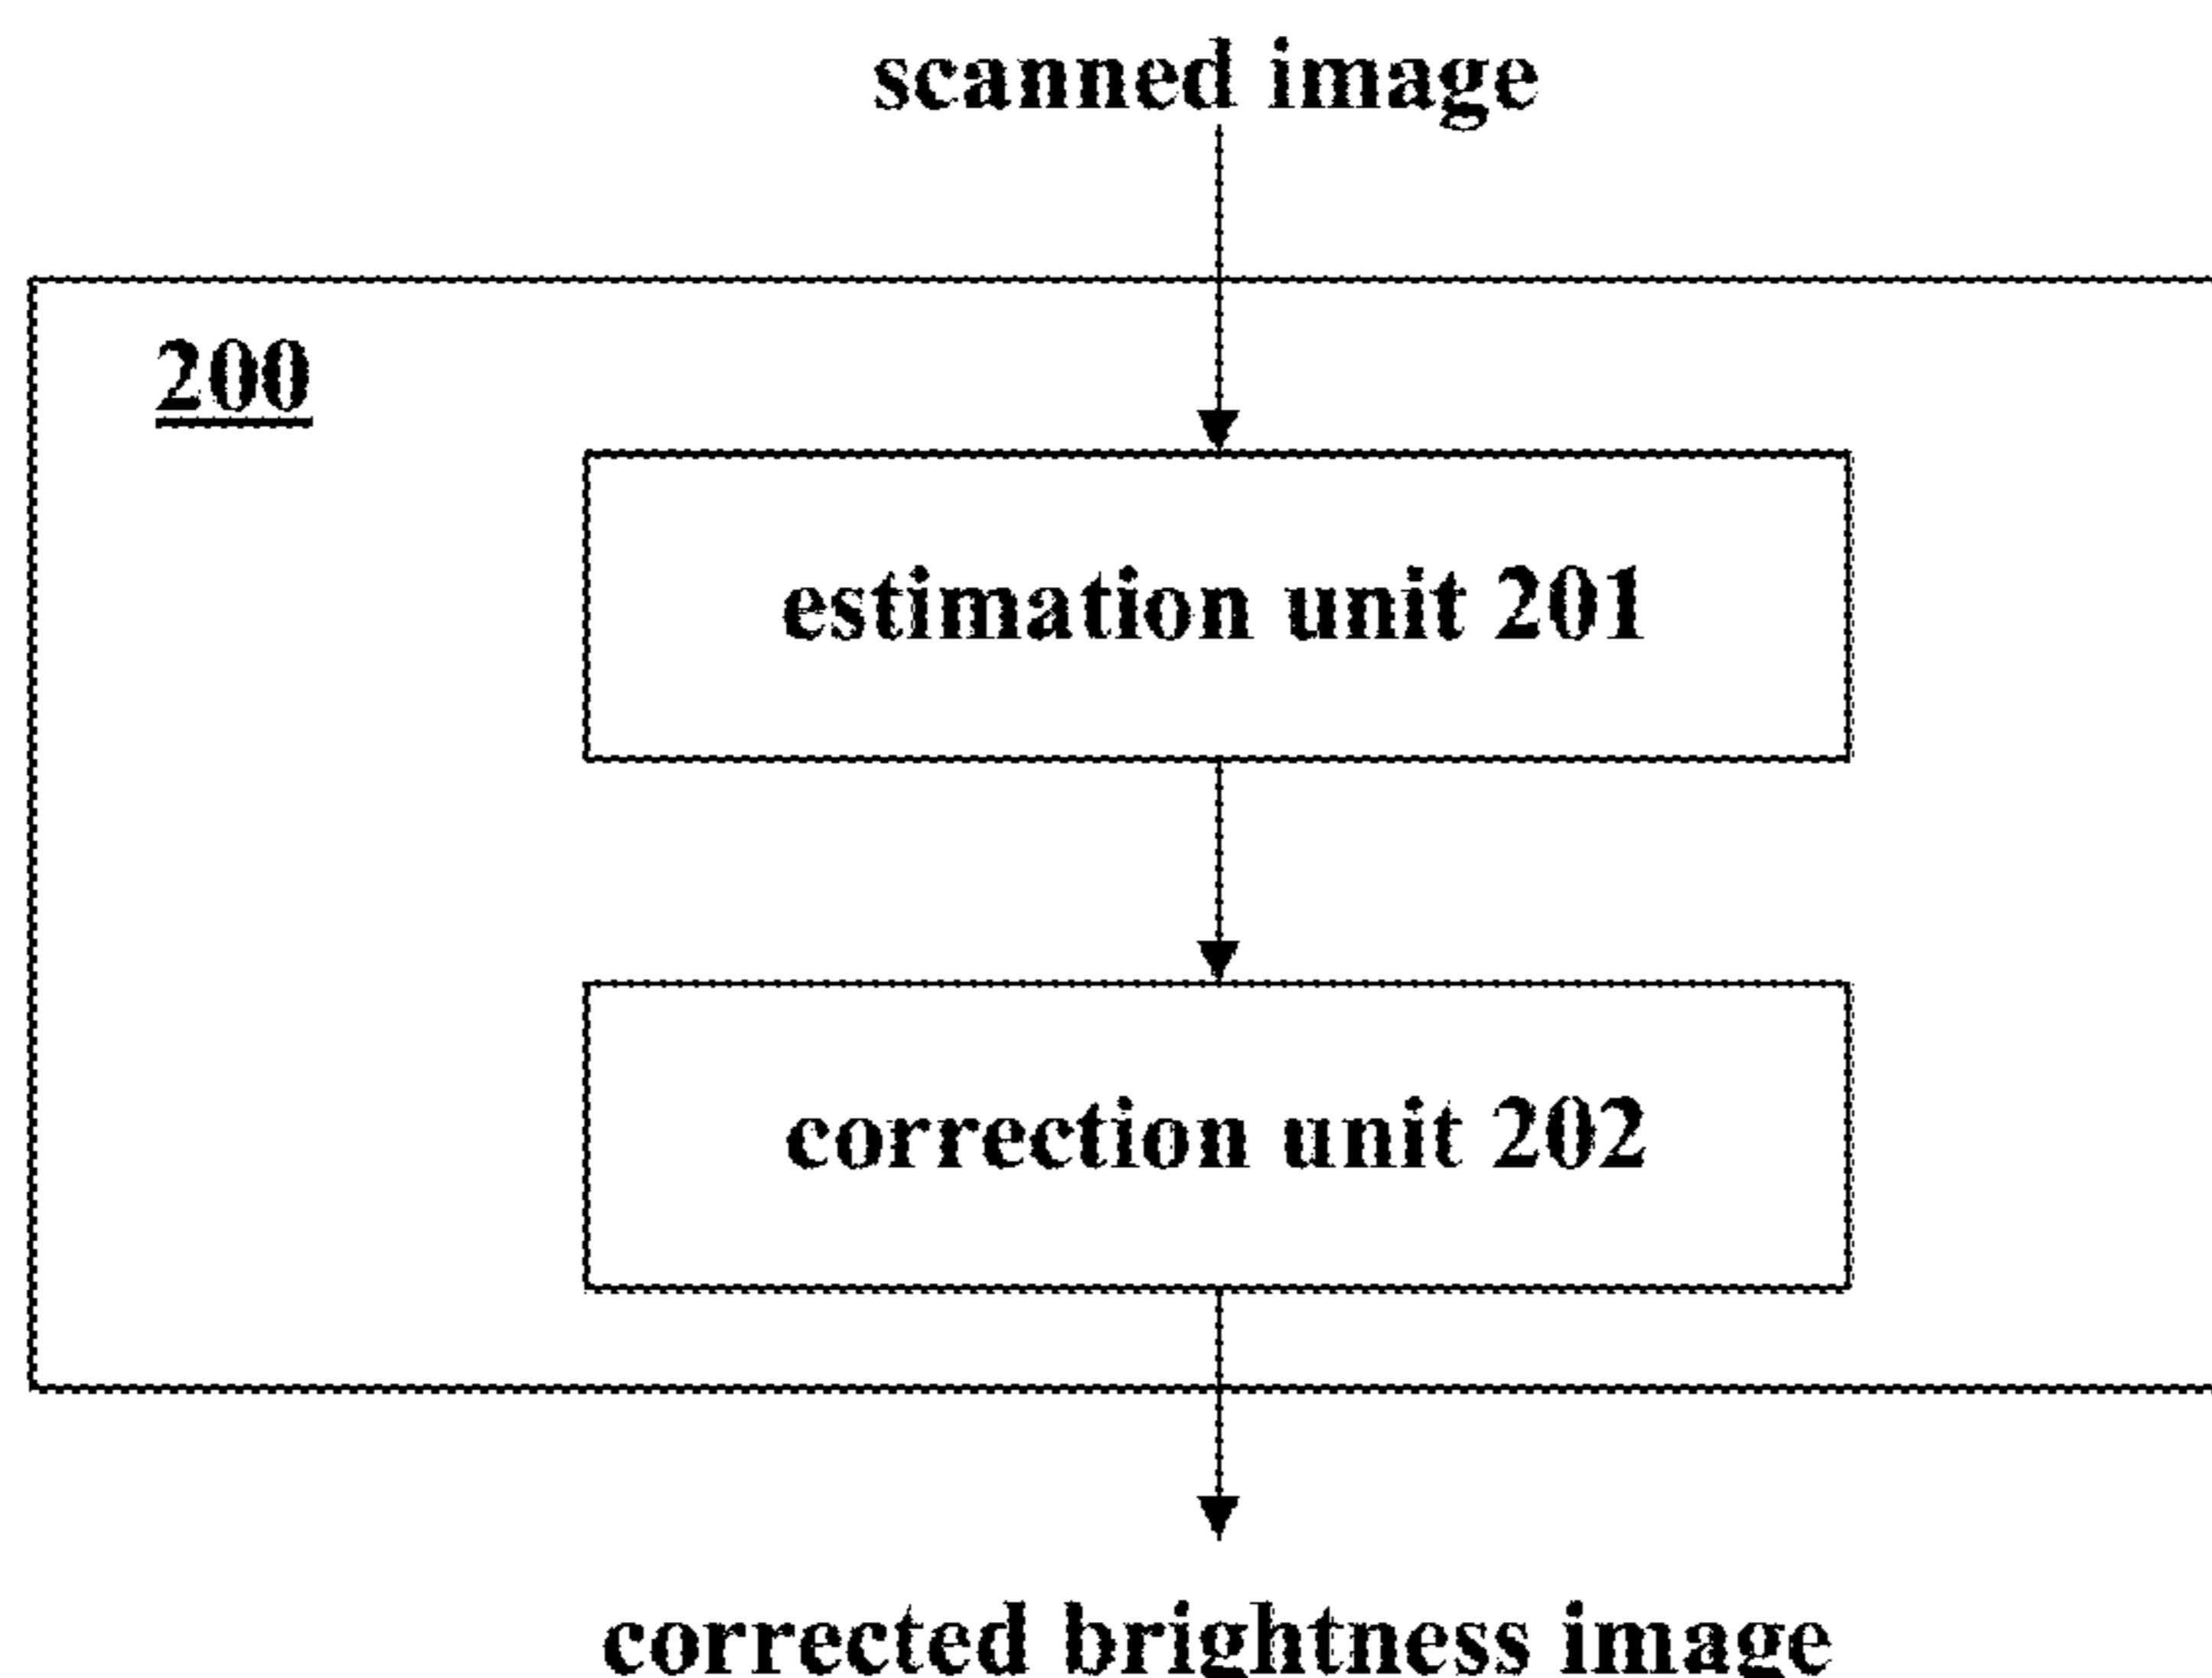 scanned image
200
estimation unit 201
correction unit 202
corrected brightness image